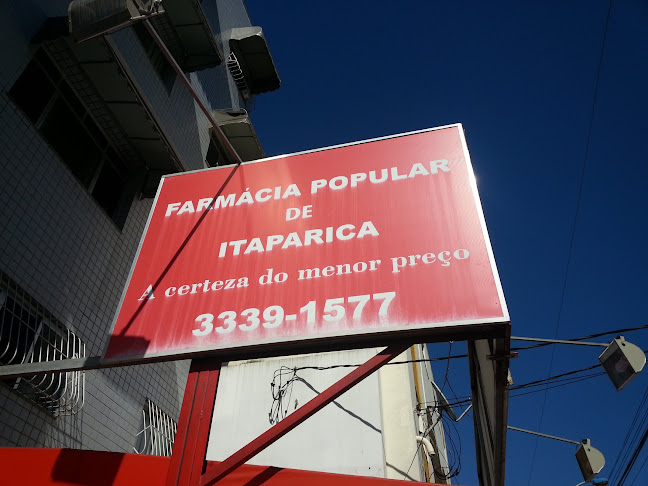 FARMÁCIA POPULAR
DE
ITAPARICA
A certeza do menor preço
3339-1577